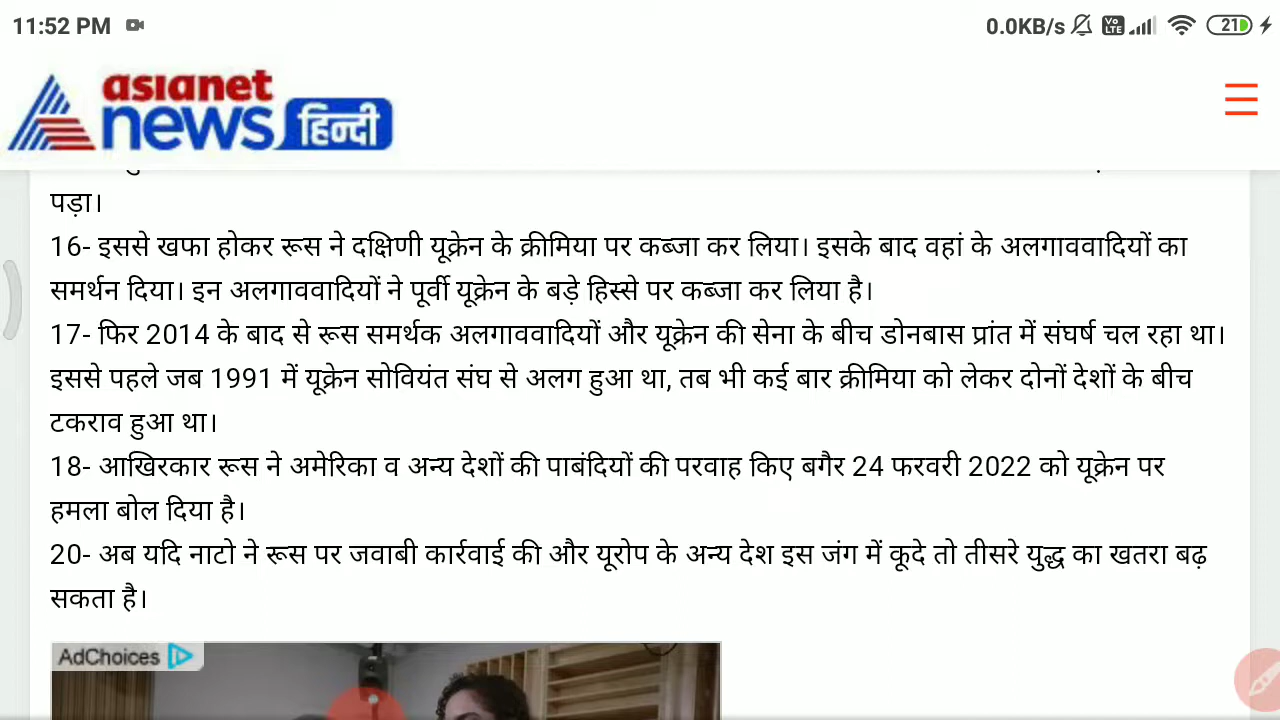 11:52 PM 0.0KB/s Vo LTE 21
asianet
news हिन्दी
पड़ा।
16- इससे खफा होकर रूस ने दक्षिणी यूक्रेन के क्रीमिया पर कब्जा कर लिया। इसके बाद वहां के अलगाववादियों का
समर्थन दिया। इन अलगाववादियों ने पूर्वी यूक्रेन के बड़े हिस्से पर कब्जा कर लिया है।
17- फिर 2014 के बाद से रूस समर्थक अलगाववादियों और यूक्रेन की सेना के बीच डोनबास प्रांत में संघर्ष चल रहा था।
इससे पहले जब 1991 में यूक्रेन सोवियंत संघ से अलग हुआ था, तब भी कई बार क्रीमिया को लेकर दोनों देशों के बीच
टकराव हुआ था।
18- आखिरकार रूस ने अमेरिका व अन्य देशों की पाबंदियों की परवाह किए बगैर 24 फरवरी 2022 को यूक्रेन पर
हमला बोल दिया है।
20- अब यदि नाटो ने रूस पर जवाबी कार्रवाई की और यूरोप के अन्य देश इस जंग में कूदे तो तीसरे युद्ध का खतरा बढ़
सकता है।
AdChoices